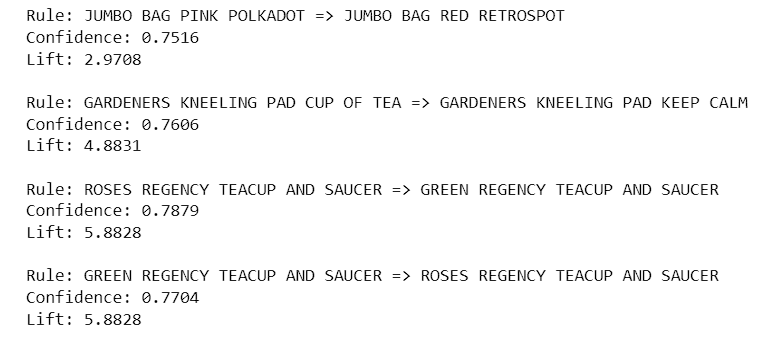 Rule: JUMBO BAG PINK POLKADOT => JUMBO BAG RED RETROSPOT
Confidence: 0.7516
Lift: 2.9708
Rule: GARDENERS KNEELING PAD CUP OF TEA => GARDENERS KNEELING PAD KEEP CALM
Confidence: 0.7606
Lift: 4.8831
Rule: ROSES REGENCY TEACUP AND SAUCER => GREEN REGENCY TEACUP AND SAUCER
Confidence: 0.7879
Lift: 5.8828
Rule: GREEN REGENCY TEACUP AND SAUCER => ROSES REGENCY TEACUP AND SAUCER
Confidence: 0.7704
Lift: 5.8828